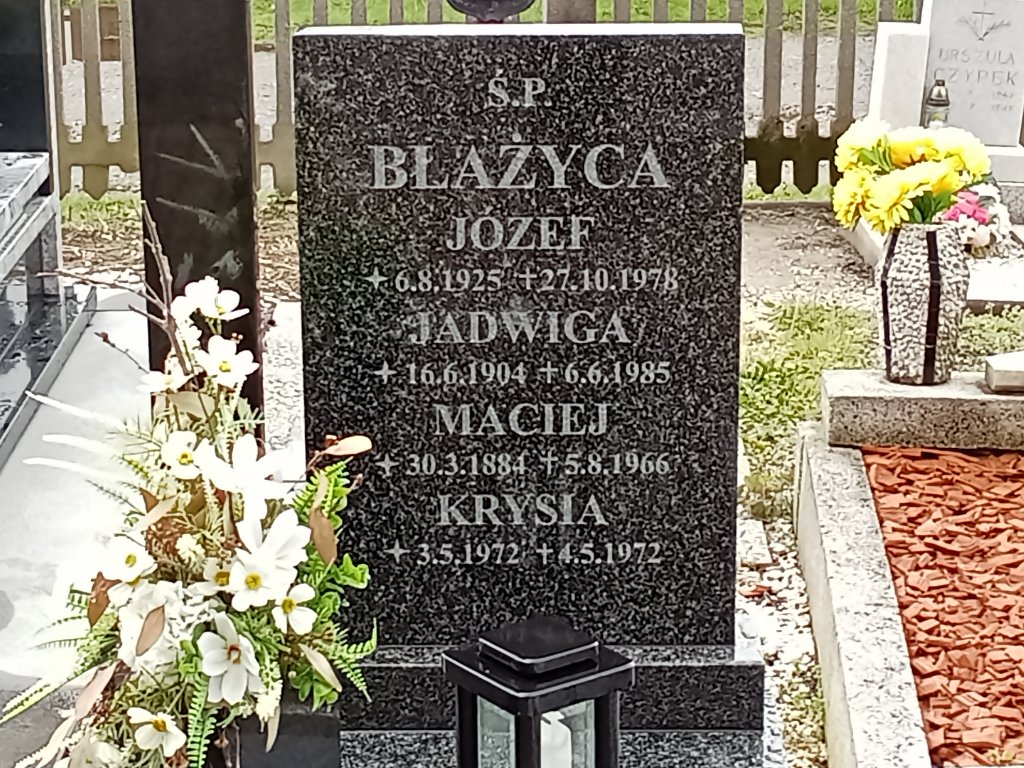 Ś.P.
BŁAŻYCA
JÓZEF
6.8.1925 27.10.1978
JADWIGA
16.6.1904 6.6.1985
MACIEJ
30.3.1884 5.8.1966
KRYSIA
3.5.1972 4.5.1972
URSZULA
CZYPEK